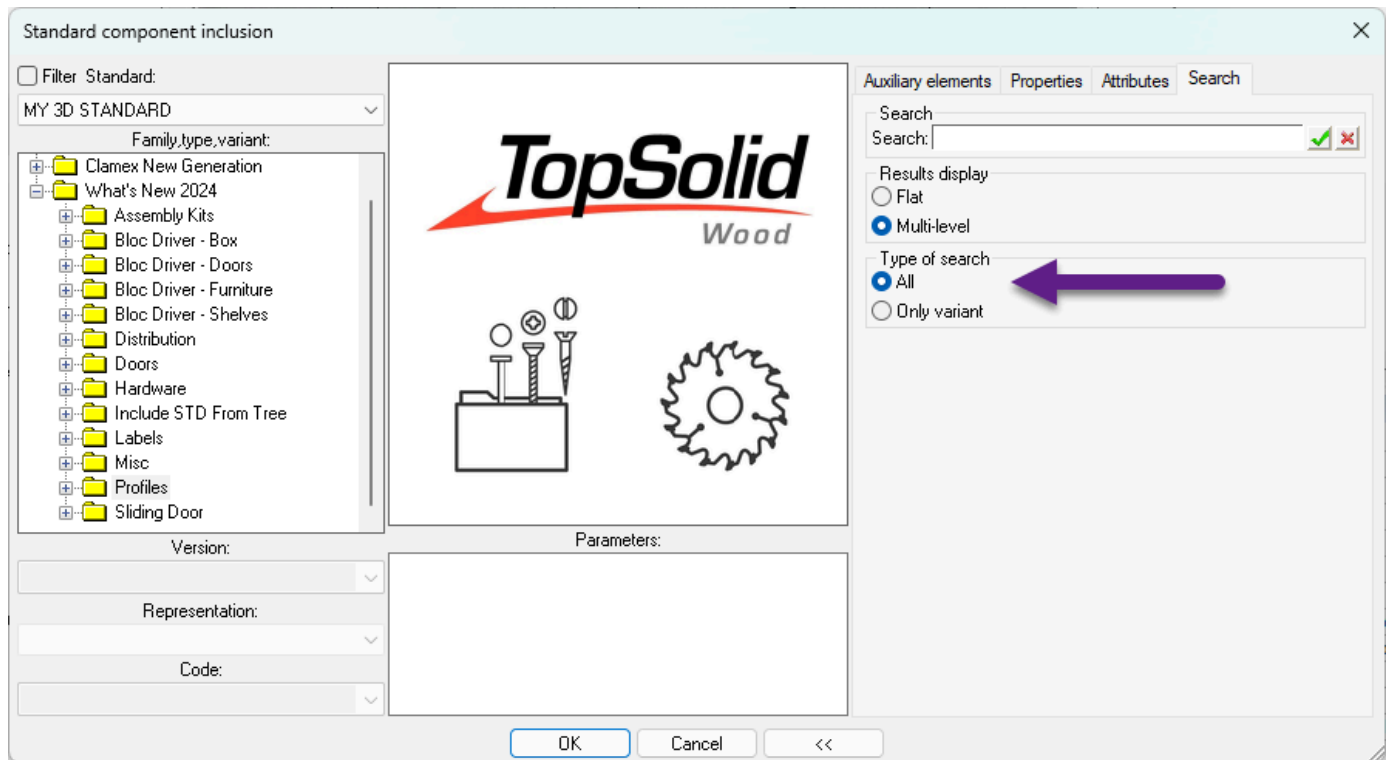 Standard component inclusion
Filter Standard:
MY 3D STANDARD
Family,type,variant:
Clamex New Generation
What's New 2024
Assembly Kits
Bloc Driver - Box
Bloc Driver - Doors
Bloc Driver - Furniture
Bloc Driver - Shelves
Distribution
Doors
Hardware
Include STD From Tree
Labels
Misc
Profiles
Sliding Door
Version:
Representation:
Code:
TopSolid
Wood
Parameters:
Auxiliary elements Properties Attributes Search
Search
Search:
Results display
Flat
Multi-level
Type of search
All
Only variant
OK Cancel <<